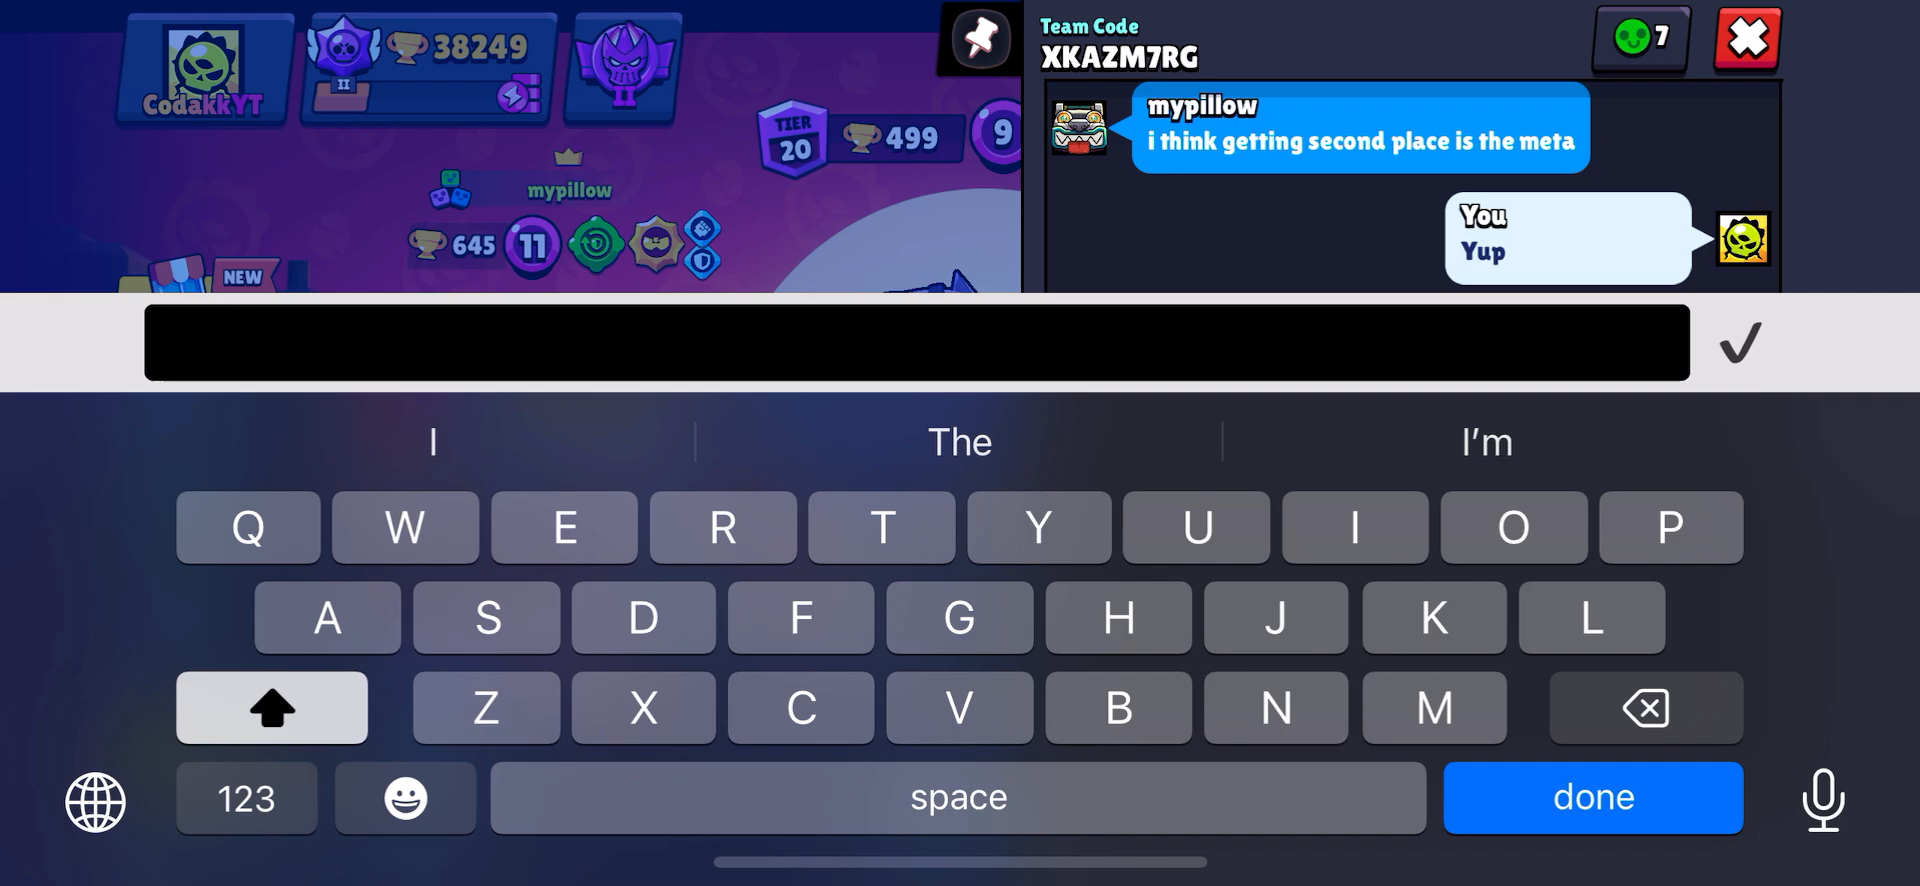 CodakkYT
II
38249
II
TIER
20
499
9
mypillow
645
11
NEW
Team Code
XKAZM7RG
7
mypillow
i think getting second place is the meta
You
Yup
I
The
I'm
Q W E R T Y U I O P
A S D F G H J K L
Z X C V B N M
123
space
done